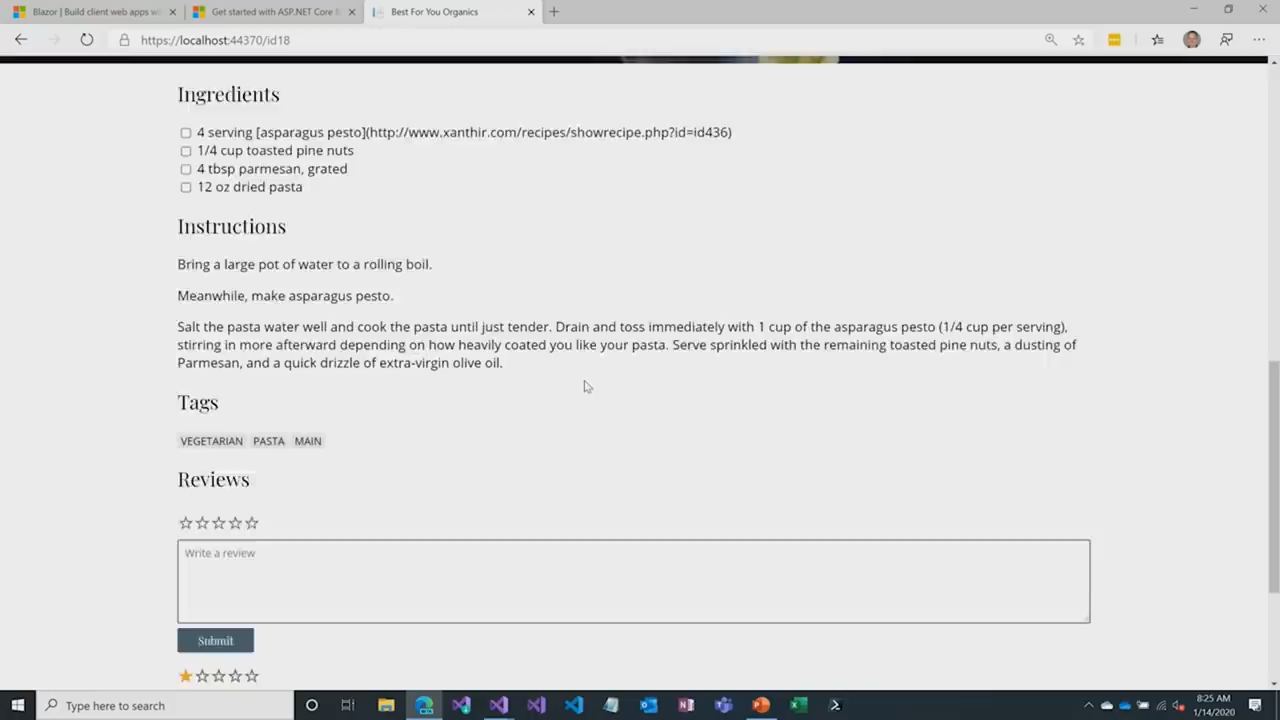 Blazor | Build client web apps wi
Get started with ASP.NET Core B
Best For You Organics
https://localhost:44370/id18
Ingredients
4 serving [asparagus pesto](http://www.xanthir.com/recipes/showrecipe.php?id=id436)
1/4 cup toasted pine nuts
4 tbsp parmesan, grated
12 oz dried pasta
Instructions
Bring a large pot of water to a rolling boil.
Meanwhile, make asparagus pesto.
Salt the pasta water well and cook the pasta until just tender. Drain and toss immediately with 1 cup of the asparagus pesto (1/4 cup per serving),
stirring in more afterward depending on how heavily coated you like your pasta. Serve sprinkled with the remaining toasted pine nuts, a dusting of
Parmesan, and a quick drizzle of extra-virgin olive oil.
Tags
VEGETARIAN PASTA MAIN
Reviews
Write a review
Submit
Type here to search
8:25 AM
1/14/2020